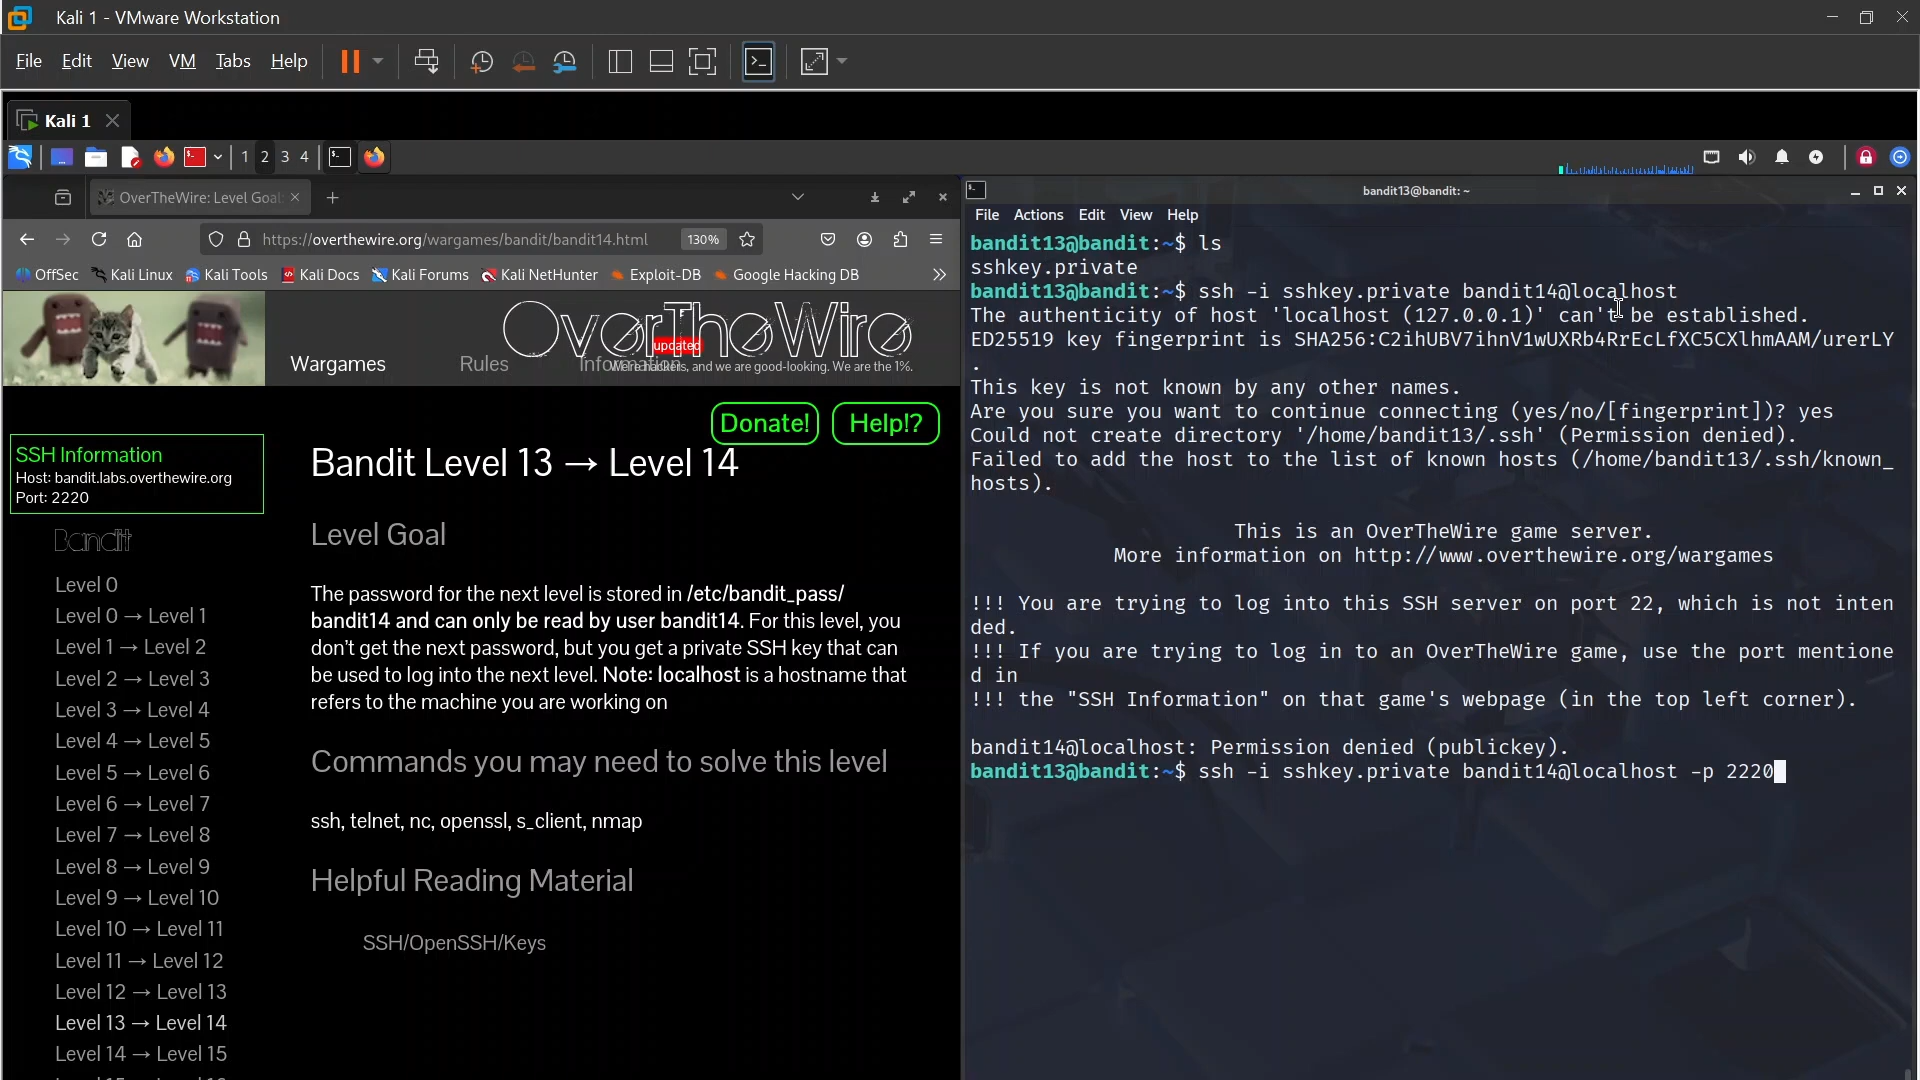 Kali 1 - VMware Workstation
File Edit View VM Tabs Help
Kali 1
1 2 3 4
OverTheWire: Level Goal
https://overthewire.org/wargames/bandit/bandit14.html 130%
OffSec Kali Linux Kali Tools Kali Docs Kali Forums Kali NetHunter Exploit-DB Google Hacking DB
OverTheWire
updated
Wargames Rules Information
We're hackers, and we are good-looking. We are the 1%.
Donate! Help!?
SSH Information
Host: bandit.labs.overthewire.org
Port: 2220
Bandit
Level 0
Level 0 → Level 1
Level 1 → Level 2
Level 2 → Level 3
Level 3 → Level 4
Level 4 → Level 5
Level 5 → Level 6
Level 6 → Level 7
Level 7 → Level 8
Level 8 → Level 9
Level 9 → Level 10
Level 10 → Level 11
Level 11 → Level 12
Level 12 → Level 13
Level 13 → Level 14
Level 14 → Level 15
Bandit Level 13 → Level 14
Level Goal
The password for the next level is stored in /etc/bandit_pass/
bandit14 and can only be read by user bandit14. For this level, you
don't get the next password, but you get a private SSH key that can
be used to log into the next level. Note: localhost is a hostname that
refers to the machine you are working on
Commands you may need to solve this level
ssh, telnet, nc, openssl, s_client, nmap
Helpful Reading Material
SSH/OpenSSH/Keys
bandit13@bandit: ~
File Actions Edit View Help
bandit13@bandit:~$ ls
sshkey.private
bandit13@bandit:~$ ssh -i sshkey.private bandit14@localhost
The authenticity of host 'localhost (127.0.0.1)' can't be established.
ED25519 key fingerprint is SHA256:C2ihUBV7ihnV1wUXRb4RrEcLfXC5CXlhmAAM/urerLY
.
This key is not known by any other names.
Are you sure you want to continue connecting (yes/no/[fingerprint])? yes
Could not create directory '/home/bandit13/.ssh' (Permission denied).
Failed to add the host to the list of known hosts (/home/bandit13/.ssh/known_
hosts).
This is an OverTheWire game server.
More information on http://www.overthewire.org/wargames
!!! You are trying to log into this SSH server on port 22, which is not inten
ded.
!!! If you are trying to log in to an OverTheWire game, use the port mentione
d in
!!! the "SSH Information" on that game's webpage (in the top left corner).
bandit14@localhost: Permission denied (publickey).
bandit13@bandit:~$ ssh -i sshkey.private bandit14@localhost -p 2220